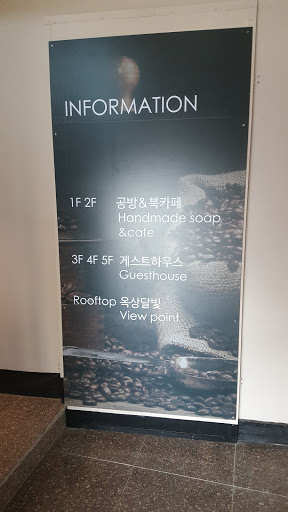 INFORMATION
1F 2F 공방&북카페
Handmade soap
&cafe
3F 4F 5F 게스트하우스
Guesthouse
Rooftop 옥상달빛
View point